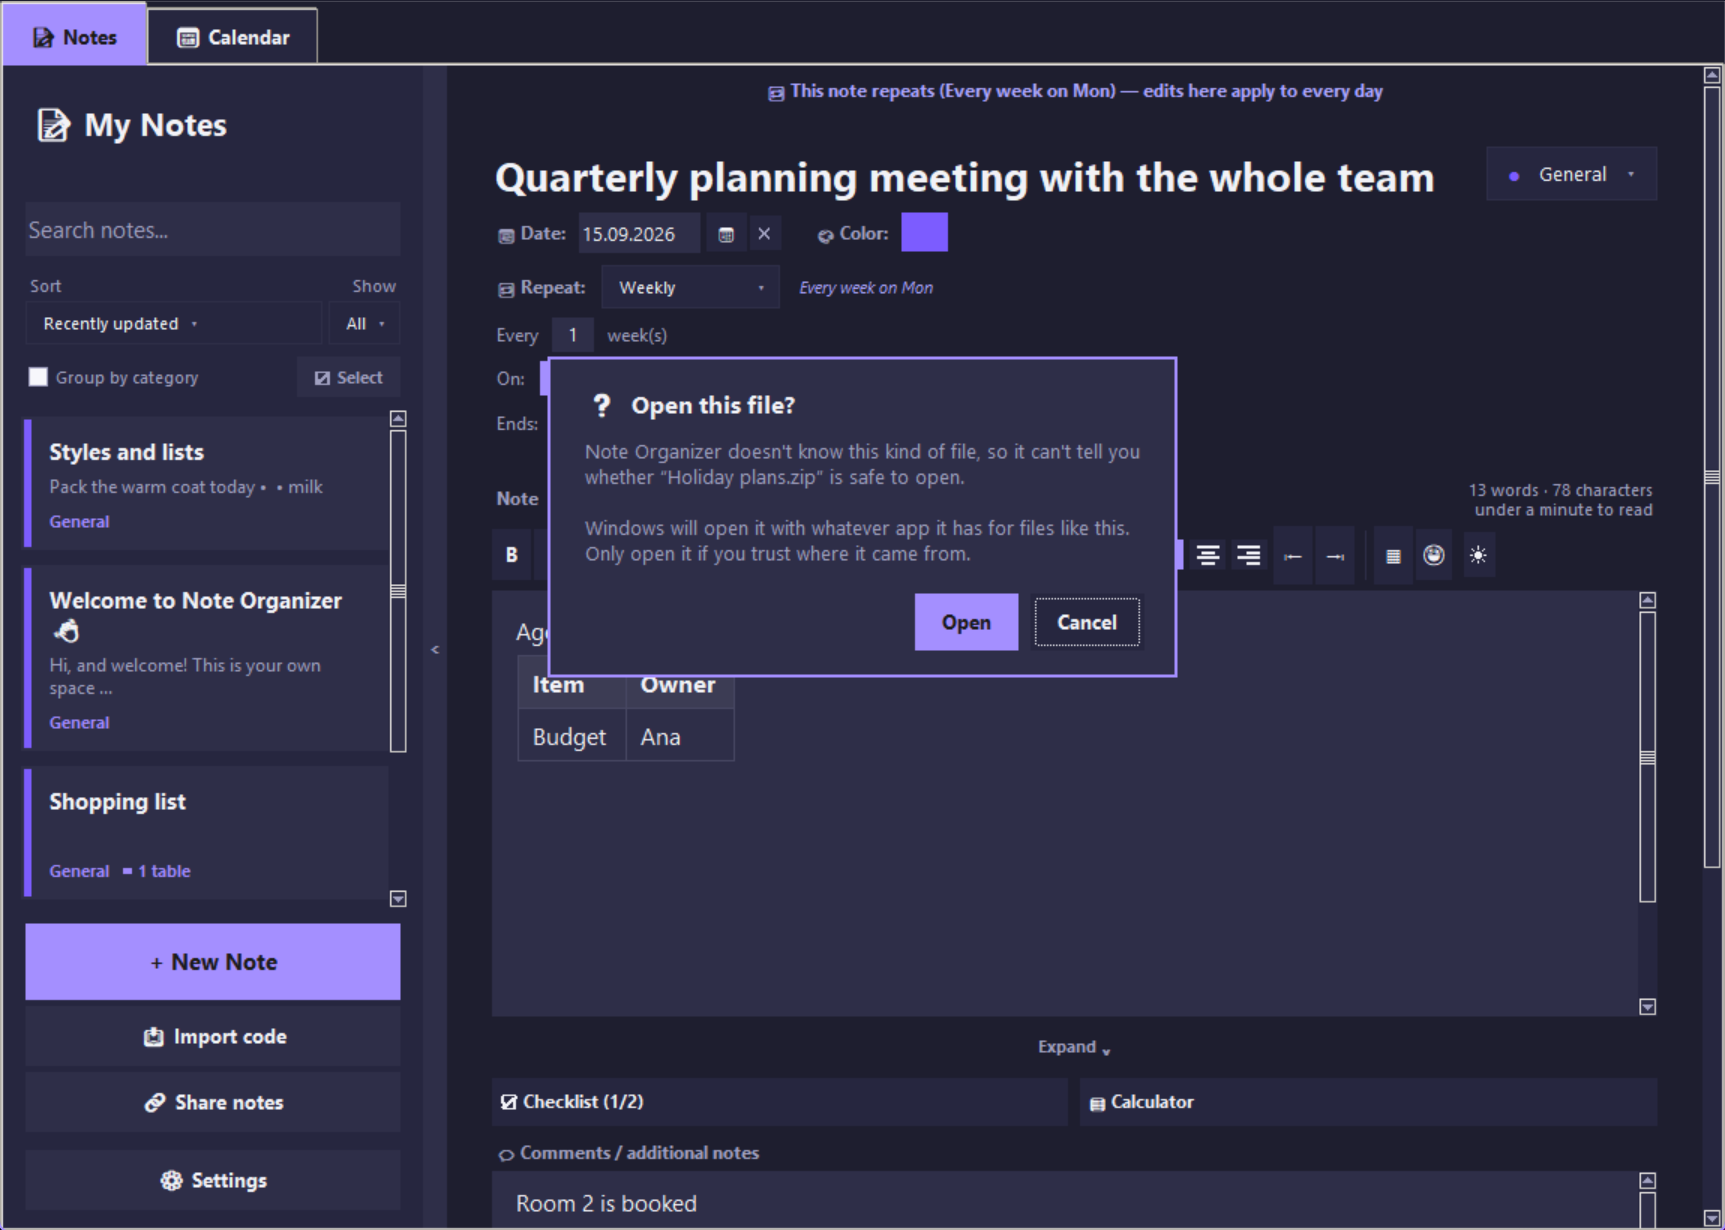 Notes
Calendar
This note repeats (Every week on Mon) — edits here apply to every day
My Notes
Quarterly planning meeting with the whole team
General
Search notes...
Date: 15.09.2026
Color:
Sort
Show
Repeat: Weekly
Every week on Mon
Recently updated
All
Every 1 week(s)
Group by category
Select
On:
Ends:
? Open this file?
Note Organizer doesn't know this kind of file, so it can't tell you
whether “Holiday plans.zip” is safe to open.
Windows will open it with whatever app it has for files like this.
Only open it if you trust where it came from.
Open
Cancel
Styles and lists
Pack the warm coat today • • milk
General
Note
13 words · 78 characters
under a minute to read
B
Welcome to Note Organizer
Hi, and welcome! This is your own
space ...
General
Item Owner
Budget Ana
Shopping list
General 1 table
+ New Note
Import code
Share notes
Settings
Expand
Checklist (1/2)
Calculator
Comments / additional notes
Room 2 is booked